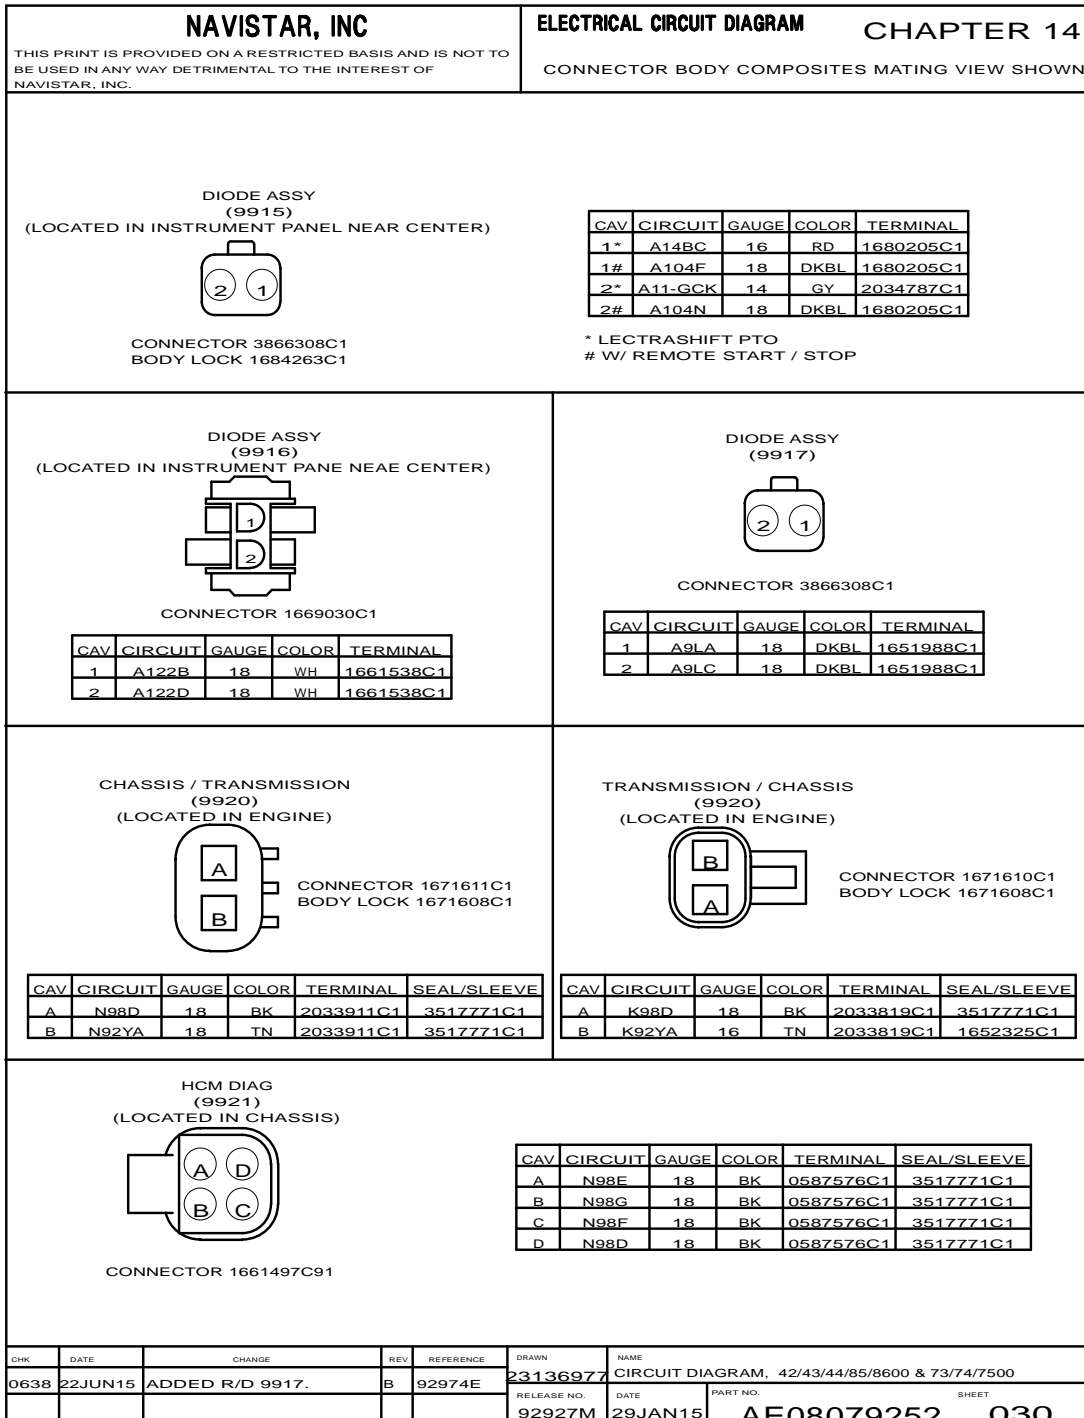 NAVISTAR, INC
THIS PRINT IS PROVIDED ON A RESTRICTED BASIS AND IS NOT TO
BE USED IN ANY WAY DETRIMENTAL TO THE INTEREST OF
NAVISTAR, INC.
ELECTRICAL CIRCUIT DIAGRAM CHAPTER 14
CONNECTOR BODY COMPOSITES MATING VIEW SHOWN
DIODE ASSY
(9915)
(LOCATED IN INSTRUMENT PANEL NEAR CENTER)
2 1
CONNECTOR 3866308C1
BODY LOCK 1684263C1
CAV CIRCUIT GAUGE COLOR TERMINAL
1* A14BC 16 RD 1680205C1
1# A104F 18 DKBL 1680205C1
2* A11-GCK 14 GY 2034787C1
2# A104N 18 DKBL 1680205C1
* LECTRASHIFT PTO
# W/ REMOTE START / STOP
DIODE ASSY
(9916)
(LOCATED IN INSTRUMENT PANE NEAE CENTER)
1
2
CONNECTOR 1669030C1
CAV CIRCUIT GAUGE COLOR TERMINAL
1 A122B 18 WH 1661538C1
2 A122D 18 WH 1661538C1
DIODE ASSY
(9917)
2 1
CONNECTOR 3866308C1
CAV CIRCUIT GAUGE COLOR TERMINAL
1 A9LA 18 DKBL 1651988C1
2 A9LC 18 DKBL 1651988C1
CHASSIS / TRANSMISSION
(9920)
(LOCATED IN ENGINE)
A
B
CONNECTOR 1671611C1
BODY LOCK 1671608C1
CAV CIRCUIT GAUGE COLOR TERMINAL SEAL/SLEEVE
A N98D 18 BK 2033911C1 3517771C1
B N92YA 18 TN 2033911C1 3517771C1
TRANSMISSION / CHASSIS
(9920)
(LOCATED IN ENGINE)
B
A
CONNECTOR 1671610C1
BODY LOCK 1671608C1
CAV CIRCUIT GAUGE COLOR TERMINAL SEAL/SLEEVE
A K98D 18 BK 2033819C1 3517771C1
B K92YA 16 TN 2033819C1 1652325C1
HCM DIAG
(9921)
(LOCATED IN CHASSIS)
A D
B C
CONNECTOR 1661497C91
CAV CIRCUIT GAUGE COLOR TERMINAL SEAL/SLEEVE
A N98E 18 BK 0587576C1 3517771C1
B N98G 18 BK 0587576C1 3517771C1
C N98F 18 BK 0587576C1 3517771C1
D N98D 18 BK 0587576C1 3517771C1
CHK DATE CHANGE REV REFERENCE
0638 22JUN15 ADDED R/D 9917. B 92974E
DRAWN
23136977
NAME
CIRCUIT DIAGRAM, 42/43/44/85/8600 & 73/74/7500
RELEASE NO. DATE PART NO. SHEET
92927M 29JAN15 AE08079252 030